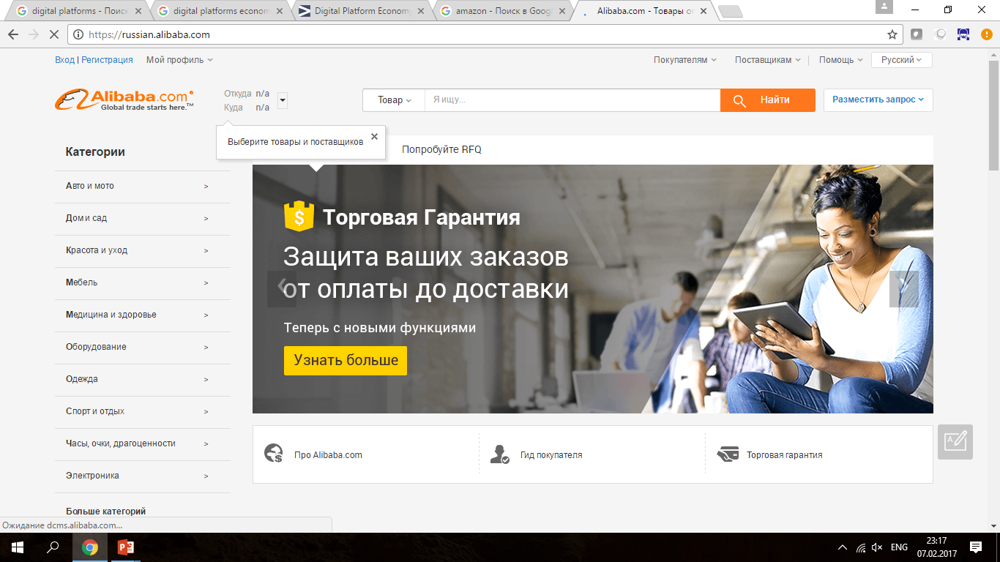 digital platforms - Поиск
digital platforms econom
Digital Platform Economy
amazon - Поиск в Goog
Alibaba.com - Товары оп
https://russian.alibaba.com
Вход | Регистрация
Мой профиль
Покупателям
Поставщикам
Помощь
Русский
Alibaba.com®
Global trade starts here.™
Откуда n/a
Куда n/a
Товар
Я ищу...
Найти
Разместить запрос
Выберите товары и поставщиков
Попробуйте RFQ
Категории
Авто и мото >
Дом и сад >
Красота и уход >
Мебель >
Медицина и здоровье >
Оборудование >
Одежда >
Спорт и отдых >
Часы, очки, драгоценности >
Электроника >
Больше категорий
$ Торговая Гарантия
Защита ваших заказов
от оплаты до доставки
Теперь с новыми функциями
Узнать больше
Про Alibaba.com
Гид покупателя
Торговая гарантия
Ожидание dcms.alibaba.com...
ENG
23:17
07.02.2017